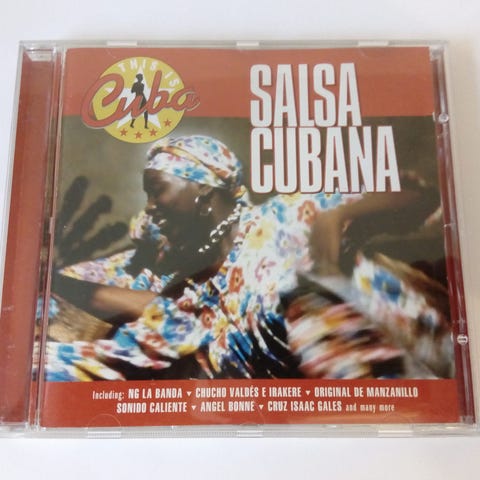 THIS IS
Cuba
SALSA
CUBANA
Including: NG LA BANDA ▾ CHUCHO VALDÉS E IRAKERE ▾ ORIGINAL DE MANZANILLO
SONIDO CALIENTE ▾ ANGEL BONNE ▾ CRUZ ISAAC GALES and many more